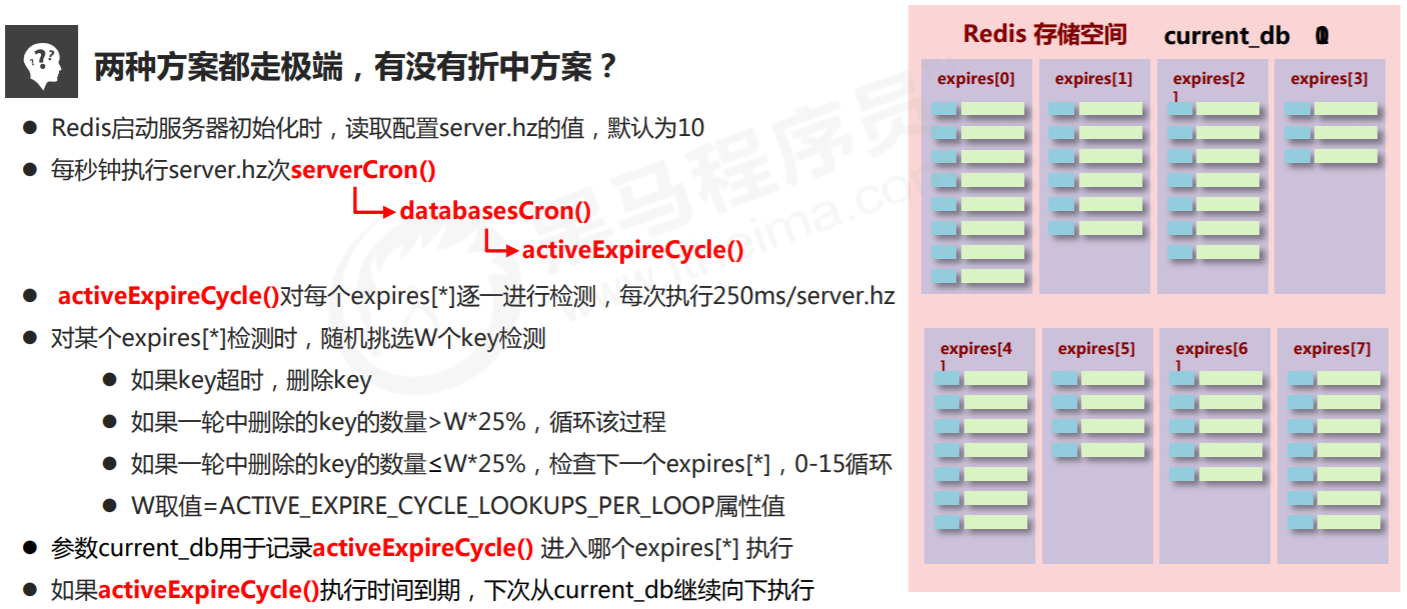 两种方案都走极端，有没有折中方案？
Redis启动服务器初始化时，读取配置server.hz的值，默认为10
每秒钟执行server.hz次serverCron()
databasesCron()
activeExpireCycle()
activeExpireCycle()对每个expires[*]逐一进行检测，每次执行250ms/server.hz
对某个expires[*]检测时，随机挑选W个key检测
如果key超时，删除key
如果一轮中删除的key的数量>W*25%，循环该过程
如果一轮中删除的key的数量≤W*25%，检查下一个expires[*]，0-15循环
W取值=ACTIVE_EXPIRE_CYCLE_LOOKUPS_PER_LOOP属性值
参数current_db用于记录activeExpireCycle() 进入哪个expires[*] 执行
如果activeExpireCycle()执行时间到期，下次从current_db继续向下执行
Redis 存储空间 current_db
expires[0] expires[1] expires[2] expires[3]
expires[4] expires[5] expires[6] expires[7]
黑马程序员
www.itheima.com